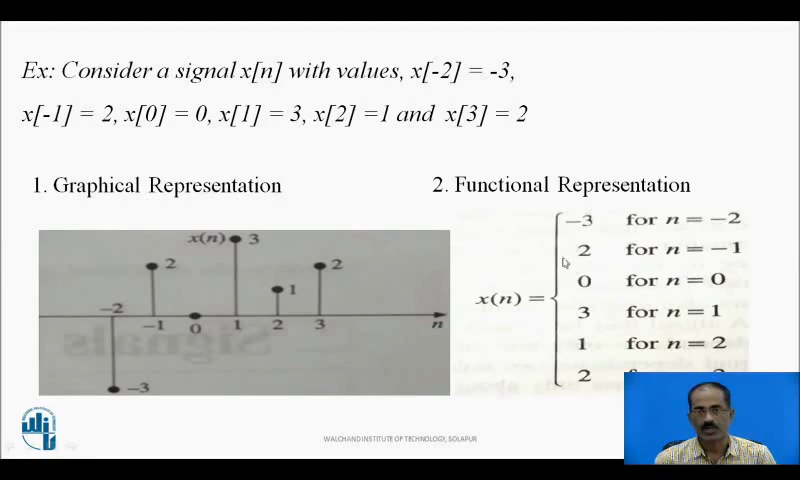 Ex: Consider a signal x[n] with values, x[-2] = -3,
x[-1] = 2, x[0] = 0, x[1] = 3, x[2] =1 and x[3] = 2
1. Graphical Representation
2. Functional Representation
x(n) 3
2
2
1
-2
-1 0 1 2 3 n
-3
Signals
-3 for n = -2
2 for n = -1
0 for n = 0
x(n) =
3 for n = 1
1 for n = 2
2
WALCHAND INSTITUTE OF TECHNOLOGY, SOLAPUR